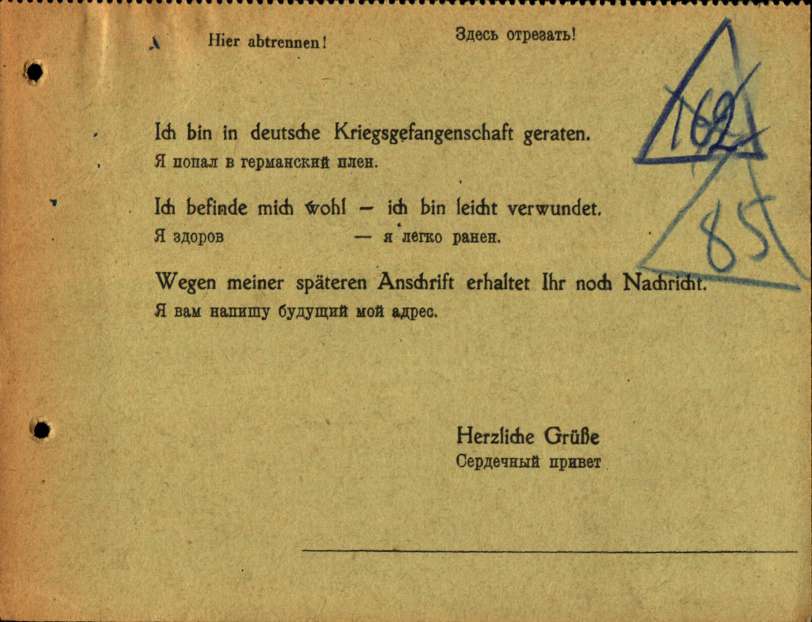 Hier abtrennen! Здесь отрезать!
162
Ich bin in deutsche Kriegsgefangenschaft geraten.
Я попал в германский плен.
Ich befinde mich wohl – ich bin leicht verwundet.
Я здоров — я легко ранен.
85
Wegen meiner späteren Anschrift erhaltet Ihr noch Nachricht.
Я вам напишу будущий мой адрес.
Herzliche Grüße
Сердечный привет